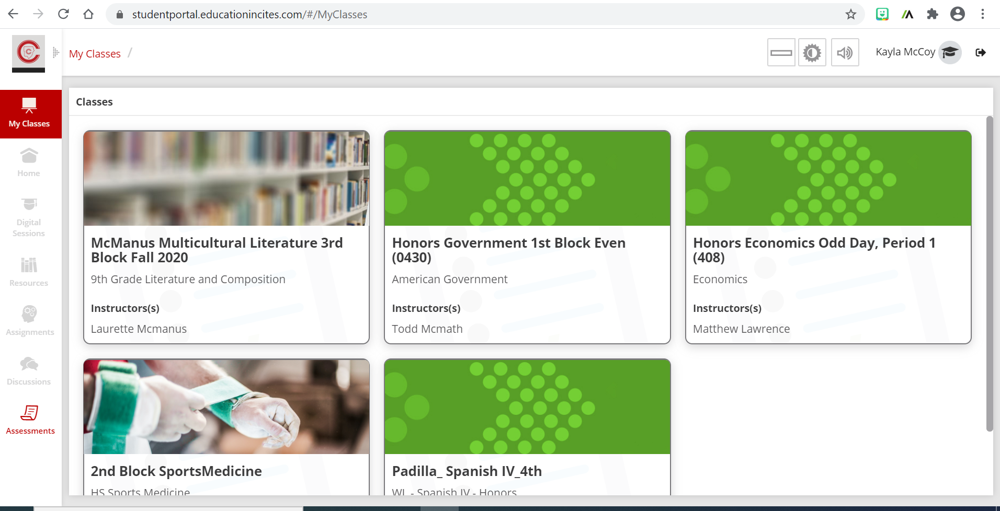 studentportal.educationincites.com/#/MyClasses
My Classes /
Kayla McCoy
My Classes
Home
Digital
Sessions
Resources
Assignments
Discussions
Assessments
Classes
McManus Multicultural Literature 3rd
Block Fall 2020
9th Grade Literature and Composition
Instructors(s)
Laurette Mcmanus
Honors Government 1st Block Even
(0430)
American Government
Instructors(s)
Todd Mcmath
Honors Economics Odd Day, Period 1
(408)
Economics
Instructors(s)
Matthew Lawrence
2nd Block SportsMedicine
HS Sports Medicine
Padilla_ Spanish IV_4th
WL - Spanish IV - Honors